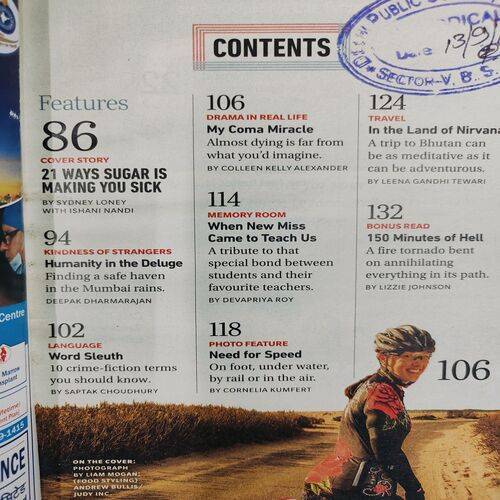 CONTENTS
PUBLIC
Date 13/9/
SECTOR-V. B. S.
Features
86
COVER STORY
21 WAYS SUGAR IS
MAKING YOU SICK
BY SYDNEY LONEY
WITH ISHANI NANDI
94
KINDNESS OF STRANGERS
Humanity in the Deluge
Finding a safe haven
in the Mumbai rains.
DEEPAK DHARMARAJAN
102
LANGUAGE
Word Sleuth
10 crime-fiction terms
you should know.
BY SAPTAK CHOUDHURY
106
DRAMA IN REAL LIFE
My Coma Miracle
Almost dying is far from
what you'd imagine.
BY COLLEEN KELLY ALEXANDER
114
MEMORY ROOM
When New Miss
Came to Teach Us
A tribute to that
special bond between
students and their
favourite teachers.
BY DEVAPRIYA ROY
118
PHOTO FEATURE
Need for Speed
On foot, under water,
by rail or in the air.
BY CORNELIA KUMFERT
124
TRAVEL
In the Land of Nirvana
A trip to Bhutan can
be as meditative as it
can be adventurous.
BY LEENA GANDHI TEWARI
132
BONUS READ
150 Minutes of Hell
A fire tornado bent
on annihilating
everything in its path.
BY LIZZIE JOHNSON
106
ON THE COVER:
PHOTOGRAPH
BY LIAM MOGAN;
(FOOD STYLING)
ANDREW BULLIS/
JUDY INC.
Centre
Marrow
9-1415
NCE